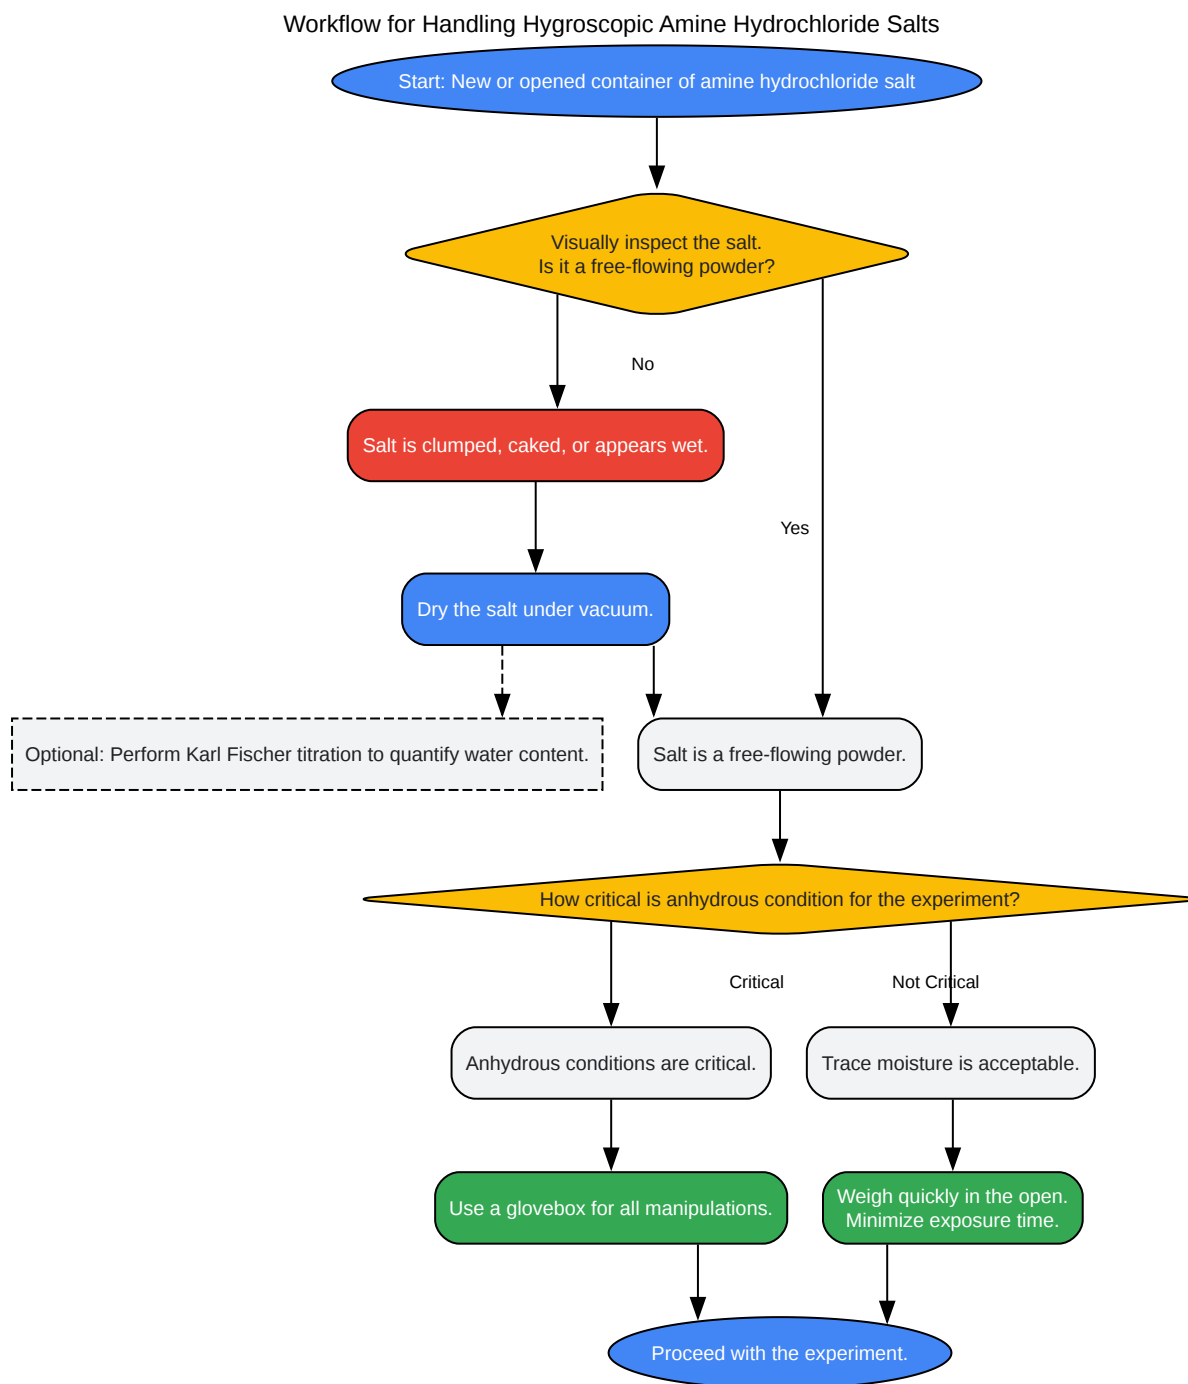 Workflow for Handling Hygroscopic Amine Hydrochloride Salts
Start: New or opened container of amine hydrochloride salt
Visually inspect the salt.
Is it a free-flowing powder?
No
Salt is clumped, caked, or appears wet.
Yes
Dry the salt under vacuum.
Optional: Perform Karl Fischer titration to quantify water content.
Salt is a free-flowing powder.
How critical is anhydrous condition for the experiment?
Critical
Not Critical
Anhydrous conditions are critical.
Trace moisture is acceptable.
Use a glovebox for all manipulations.
Weigh quickly in the open.
Minimize exposure time.
Proceed with the experiment.